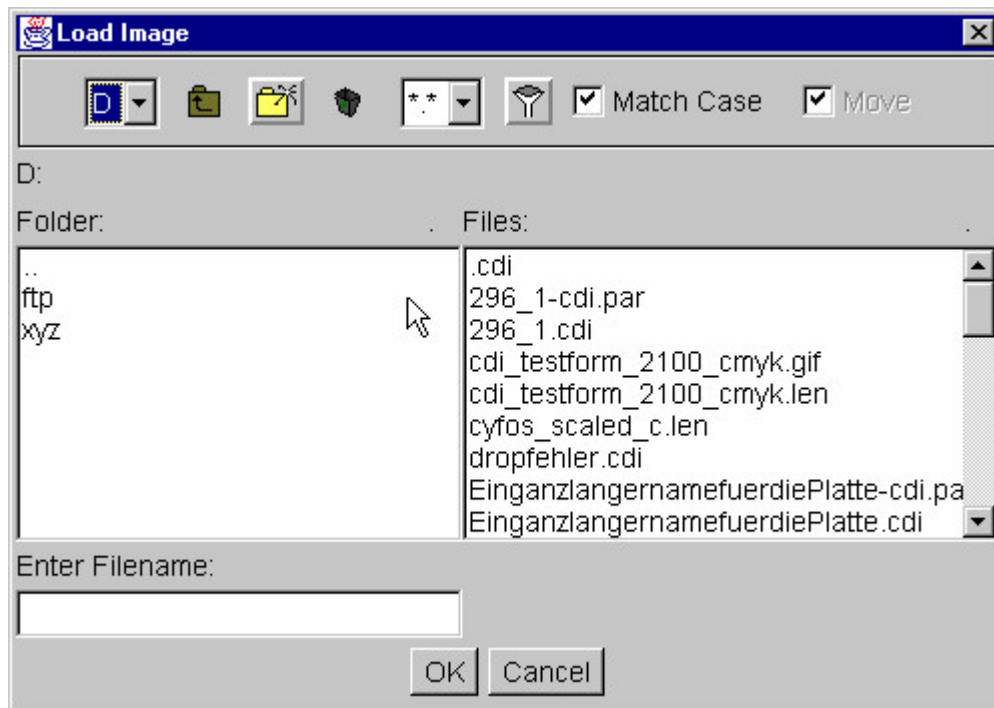 Load Image
D *.* Match Case Move
D:
Folder: . Files: .
..
ftp
xyz
.cdi
296_1-cdi.par
296_1.cdi
cdi_testform_2100_cmyk.gif
cdi_testform_2100_cmyk.len
cyfos_scaled_c.len
dropfehler.cdi
EinganzlangernamefuerdiePlatte-cdi.pa
EinganzlangernamefuerdiePlatte.cdi
Enter Filename:
OK Cancel